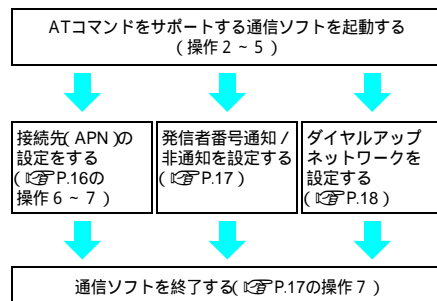 ATコマンドをサポートする通信ソフトを起動する
(操作2~5)
接続先(APN)の
設定をする
(☞P.16の
操作6~7)
発信者番号通知/
非通知を設定する
(☞P.17)
ダイヤルアップ
ネットワークを
設定する
(☞P.18)
通信ソフトを終了する(☞P.17の操作7)